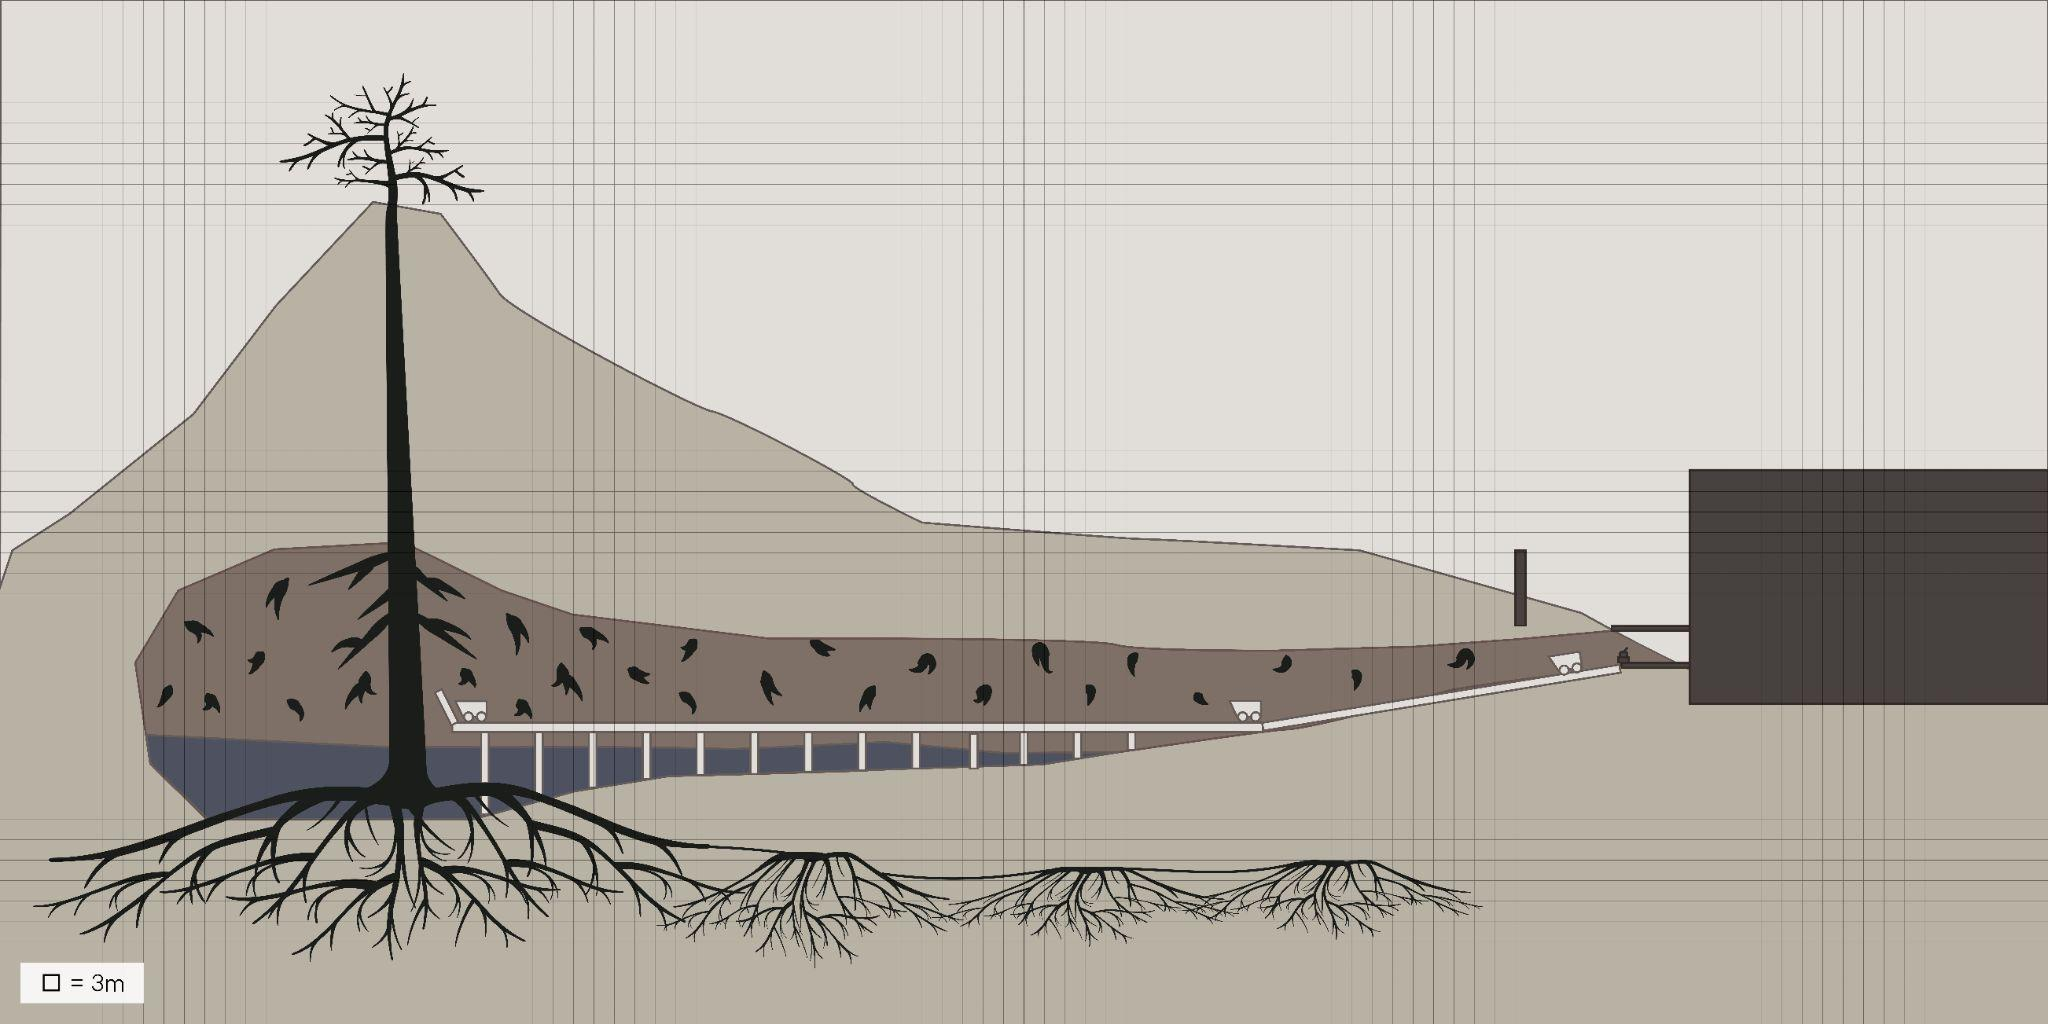 □ = 3m